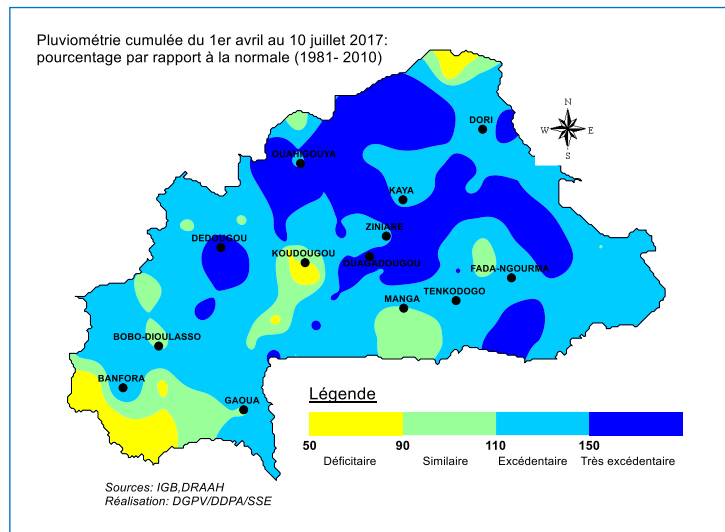 Pluviométrie cumulée du 1er avril au 10 juillet 2017:
pourcentage par rapport à la normale (1981- 2010)
N
W E
S
DORI
OUAHIGOUYA
KAYA
ZINIARE
DEDOUGOU
KOUDOUGOU
OUAGADOUGOU
FADA-NGOURMA
MANGA
TENKODOGO
BOBO-DIOULASSO
BANFORA
GAOUA
Légende
50 90 110 150
Déficitaire Similaire Excédentaire Très excédentaire
Sources: IGB,DRAAH
Réalisation: DGPV/DDPA/SSE